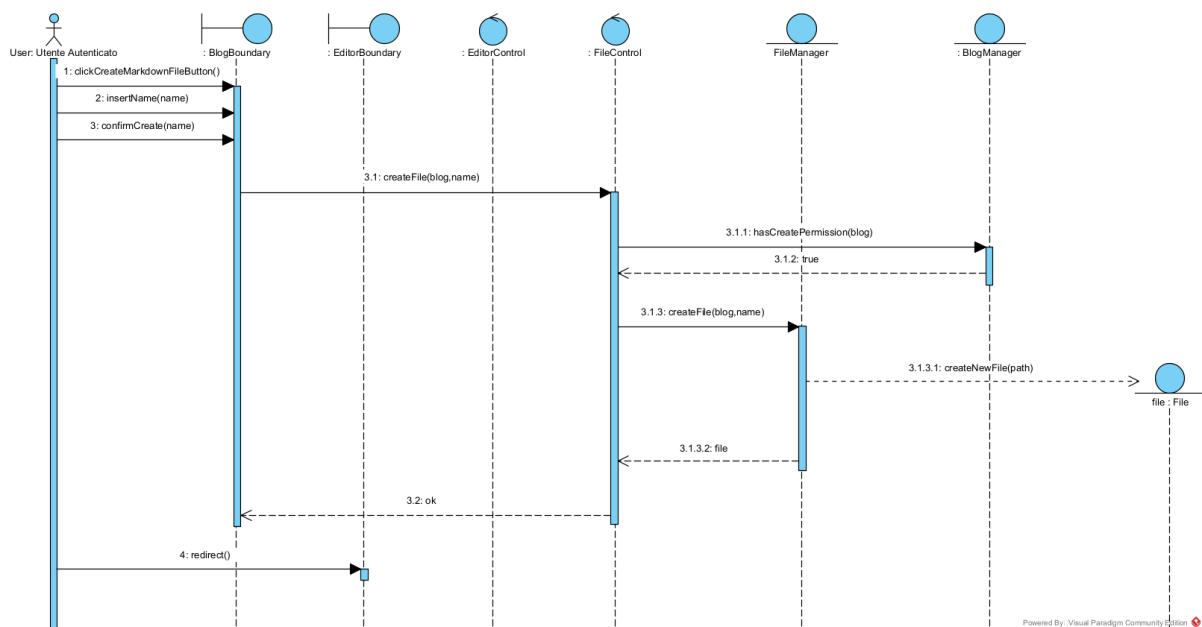 User: Utente Autenticato
: BlogBoundary
: EditorBoundary
: EditorControl
: FileControl
FileManager
: BlogManager
1: clickCreateMarkdownFileButton()
2: insertName(name)
3: confirmCreate(name)
3.1: createFile(blog,name)
3.1.1: hasCreatePermission(blog)
3.1.2: true
3.1.3: createFile(blog,name)
3.1.3.1: createNewFile(path)
file : File
3.1.3.2: file
3.2: ok
4: redirect()
Powered By: Visual Paradigm Community Edition